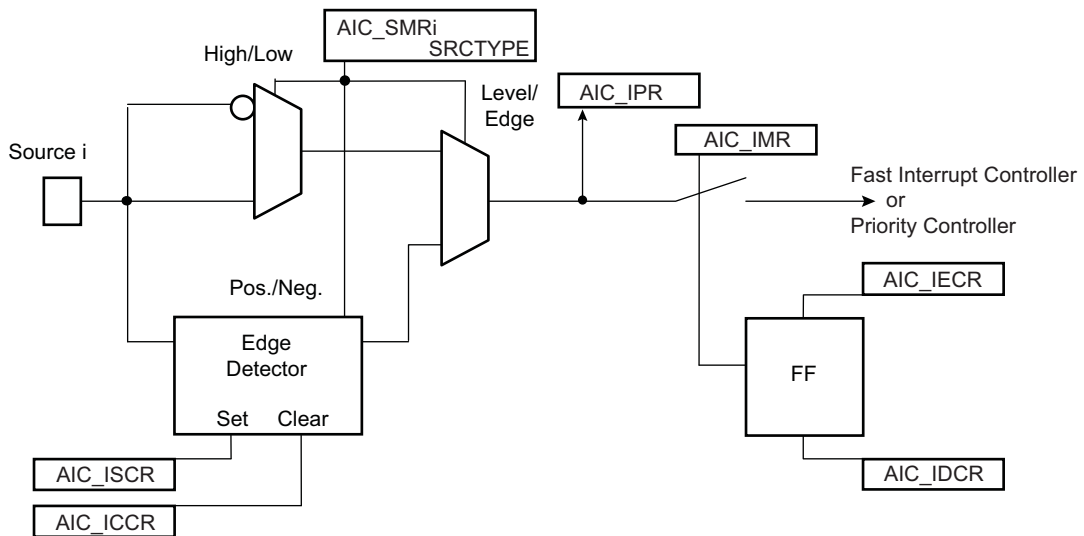 AIC_SMRi
SRCTYPE
High/Low
Level/
Edge
AIC_IPR
AIC_IMR
Source i
Fast Interrupt Controller
or
Priority Controller
Pos./Neg.
AIC_IECR
Edge
Detector
FF
Set Clear
AIC_ISCR
AIC_IDCR
AIC_ICCR